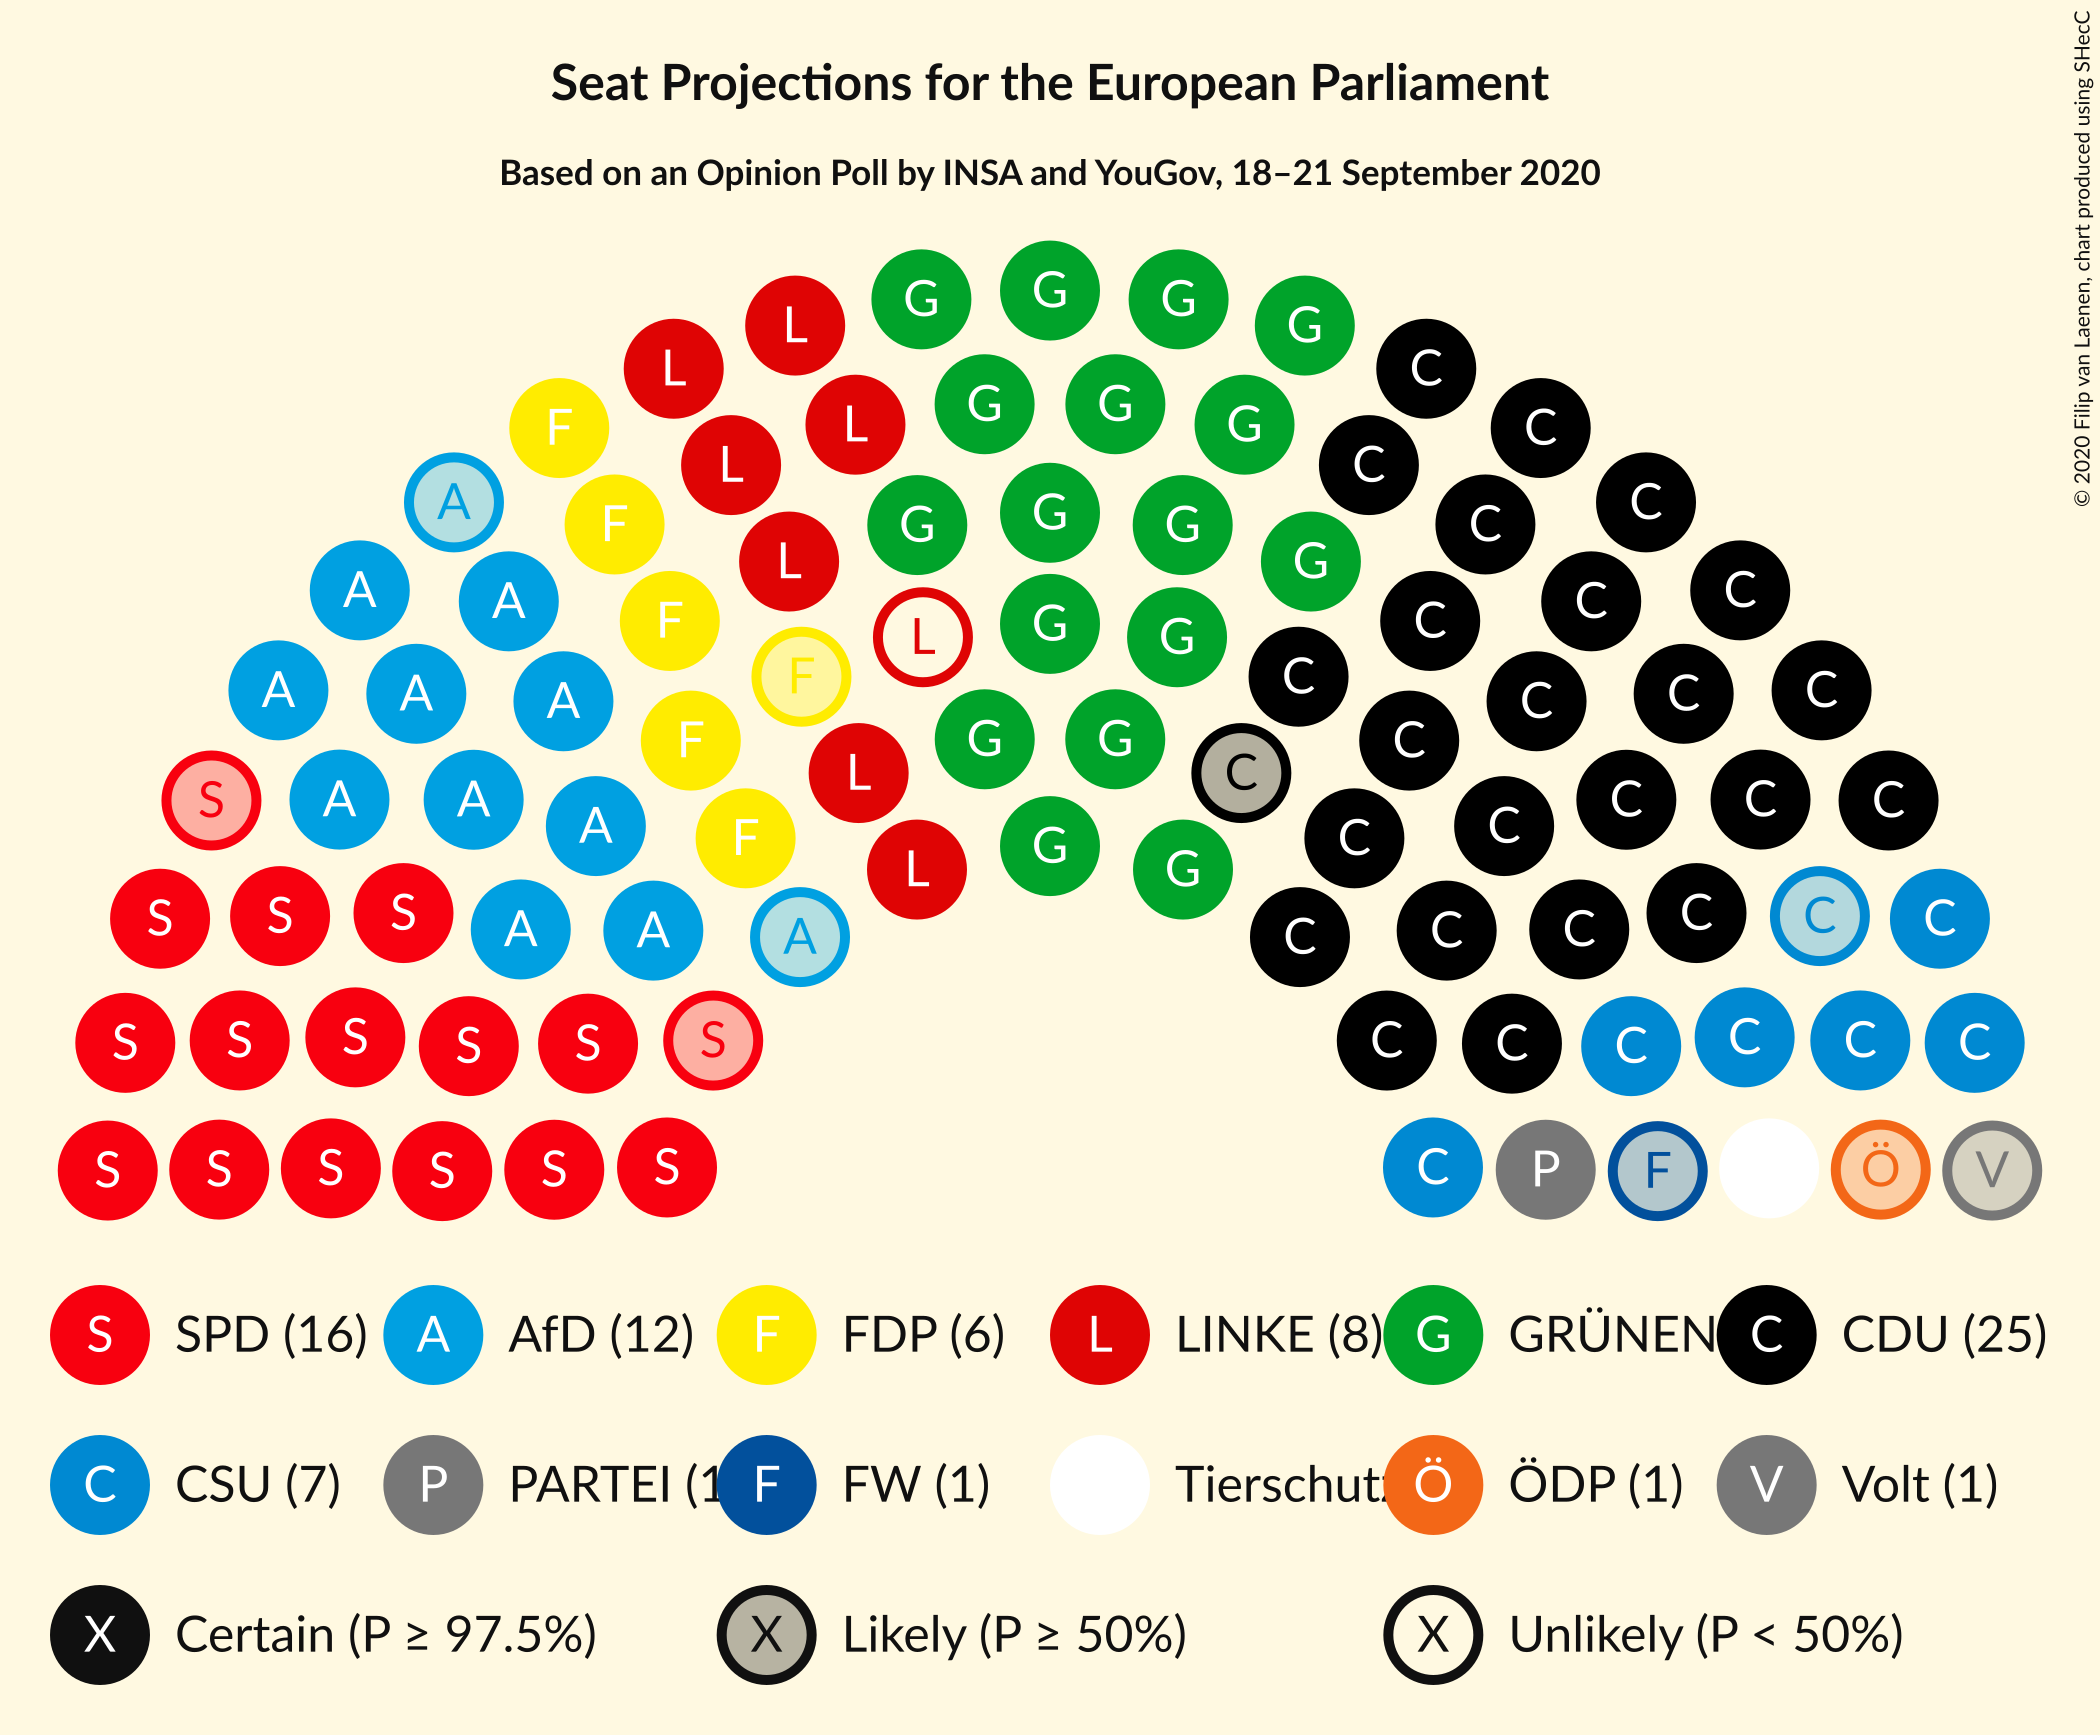 Seat Projections for the European Parliament
Based on an Opinion Poll by INSA and YouGov, 18–21 September 2020
© 2020 Filip van Laenen, chart produced using SHecC
G G G G
L L C C
G G G
F L L G C C
A F L G G G G C C C
A A F L L G G C C C C
A A A F F C C C C C
S A A A F L G G C C C C C C
S S S A A A L G G C C C C C C
S S S S S S C C C C C C
S S S S S S C P F Ö V
S SPD (16) A AfD (12) F FDP (6) L LINKE (8) G GRÜNEN C CDU (25)
C CSU (7) P PARTEI (1 F FW (1) Tierschutz Ö ÖDP (1) V Volt (1)
X Certain (P ≥ 97.5%) X Likely (P ≥ 50%) X Unlikely (P < 50%)